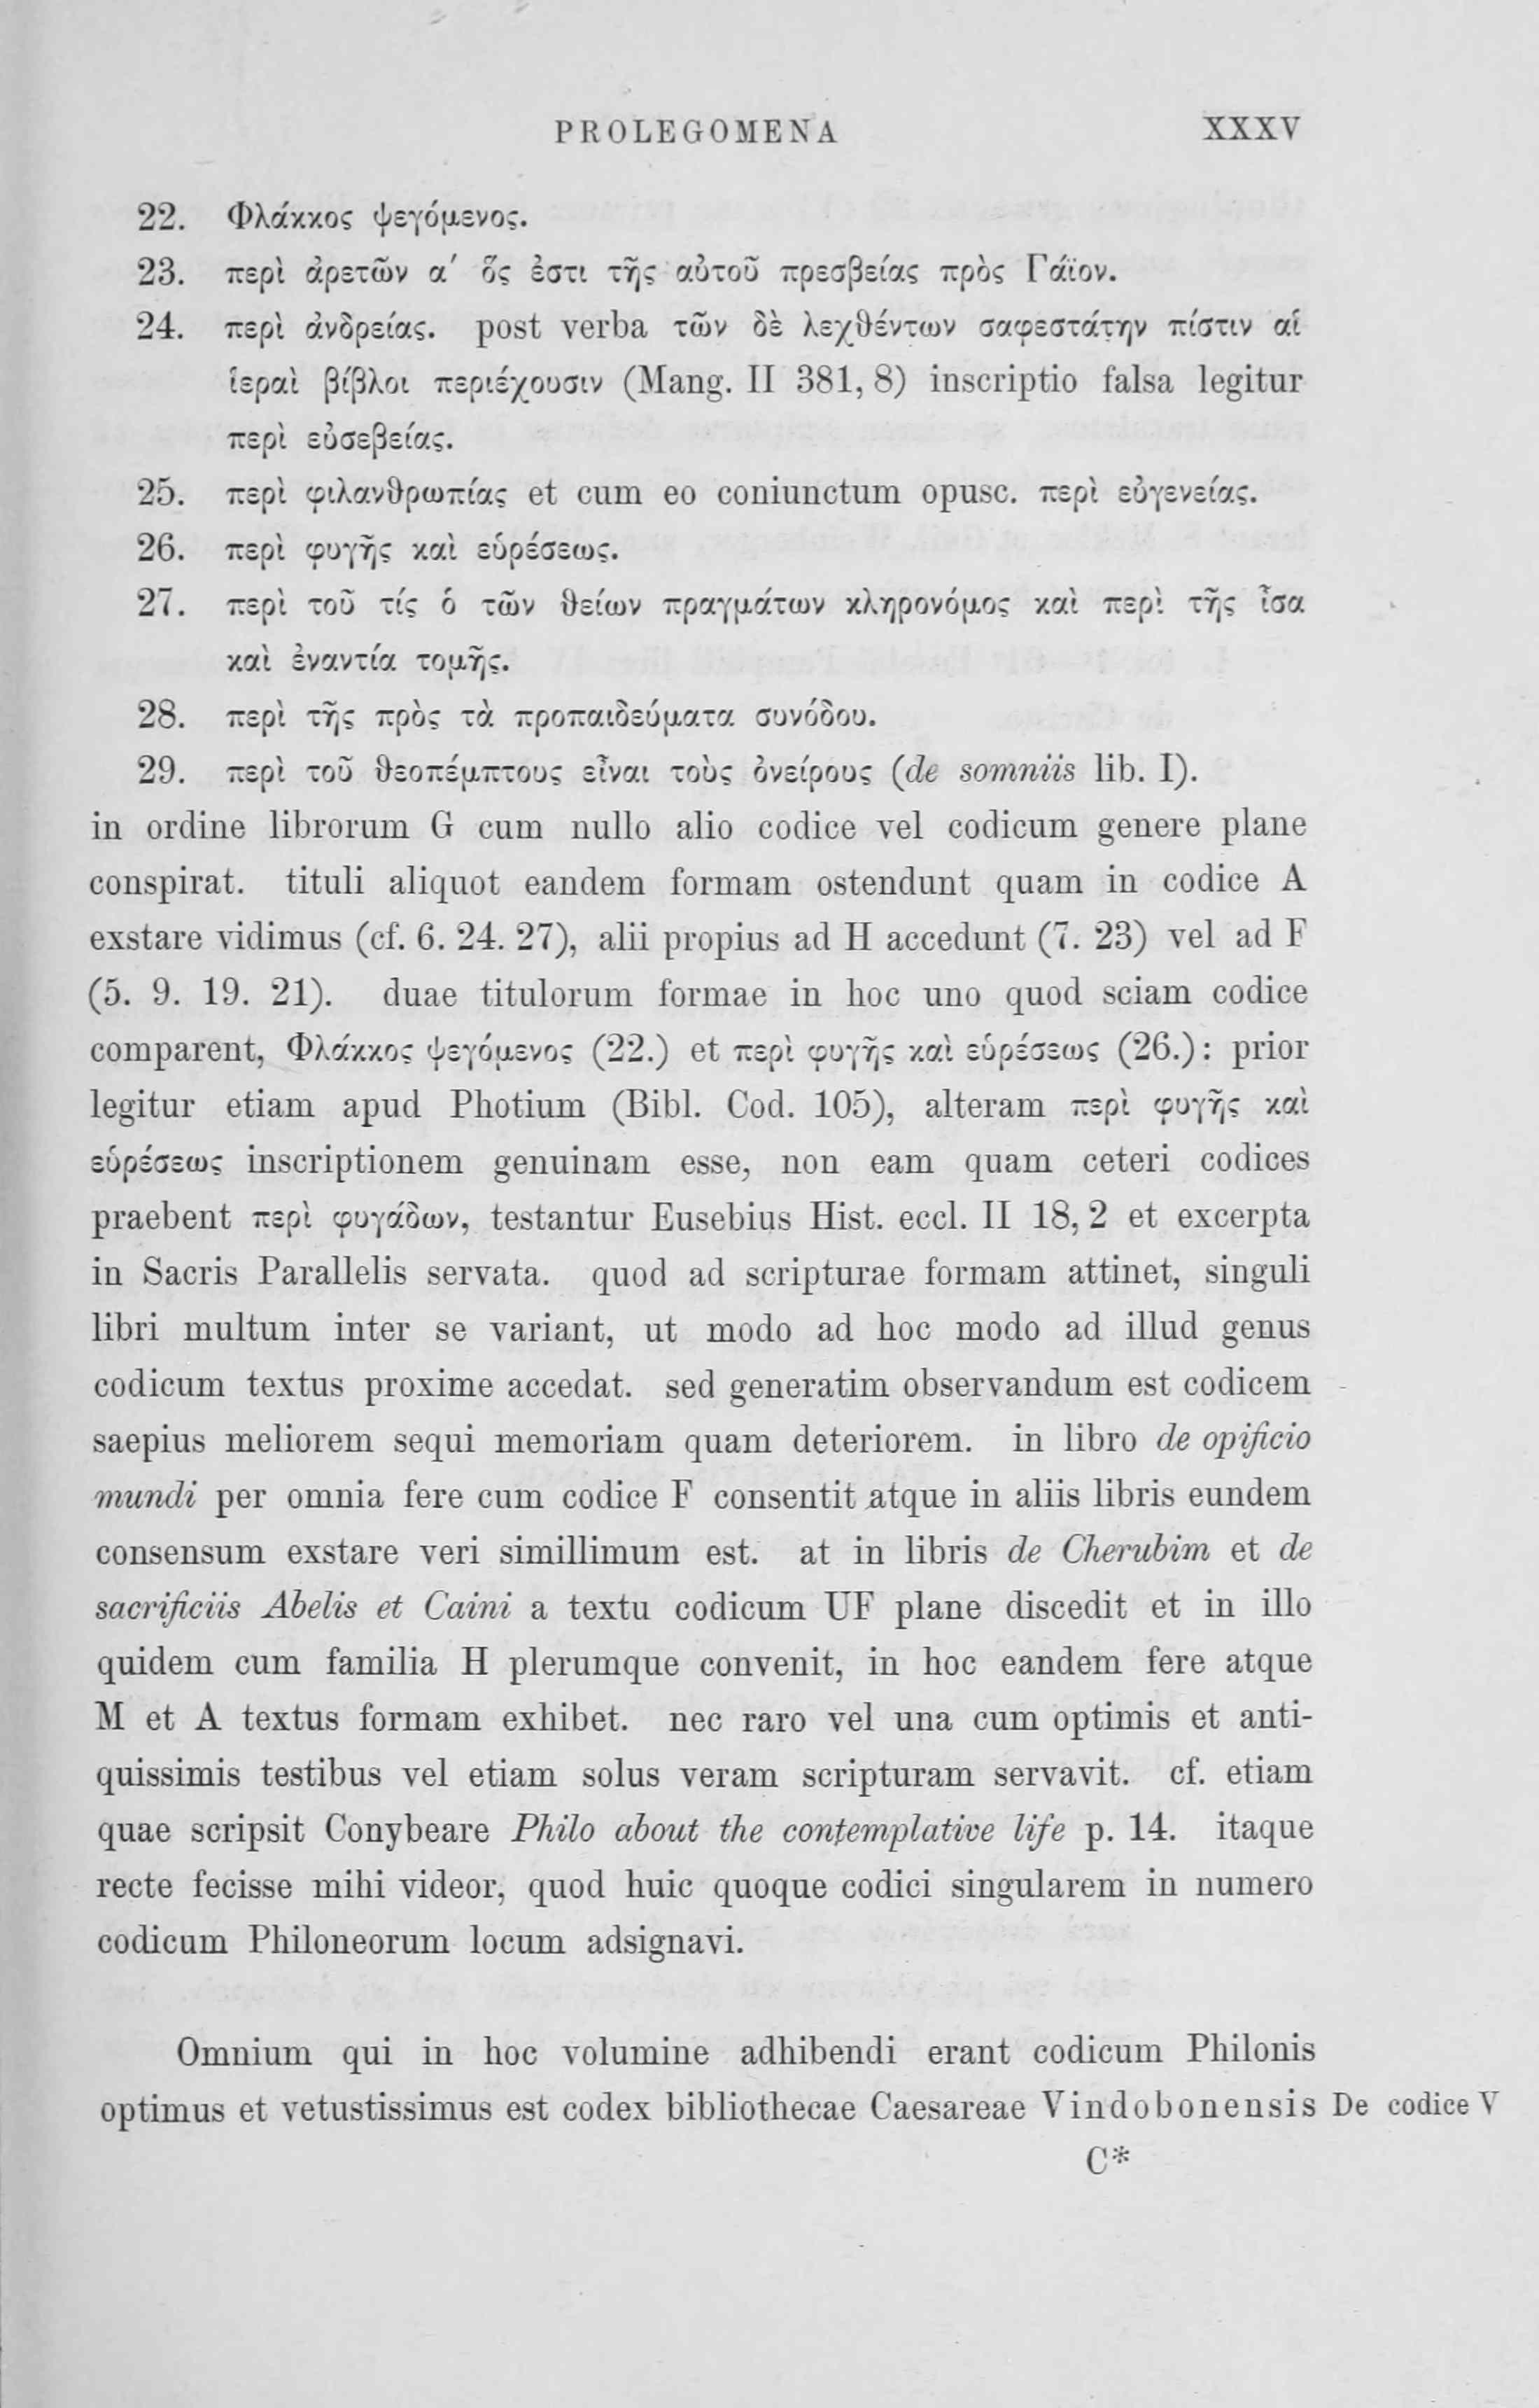 PROLEGOMENA XXXV
22. Φλάκκος ψεγόμενος.
23. περὶ ἀρετῶν α′ ὅς ἐστι τῆς αὐτοῦ πρεσβείας πρὸς Γάϊον.
24. περὶ ἀνδρείας. post verba τῶν δὲ λεχθέντων σαφεστάτην πίστιν αἱ
ἱεραὶ βίβλοι περιέχουσιν (Mang. II 381, 8) inscriptio falsa legitur
περὶ εὐσεβείας.
25. περὶ φιλανθρωπίας et cum eo coniunctum opusc. περὶ εὐγενείας.
26. περὶ φυγῆς καὶ εὑρέσεως.
27. περὶ τοῦ τίς ὁ τῶν θείων πραγμάτων κληρονόμος καὶ περὶ τῆς ἶσα
καὶ ἐναντία τομῆς.
28. περὶ τῆς πρὸς τὰ προπαιδεύματα συνόδου.
29. περὶ τοῦ θεοπέμπτους εἶναι τοὺς ὀνείρους (de somniis lib. I).
in ordine librorum G cum nullo alio codice vel codicum genere plane
conspirat. tituli aliquot eandem formam ostendunt quam in codice A
exstare vidimus (cf. 6. 24. 27), alii propius ad H accedunt (7. 23) vel ad F
(5. 9. 19. 21). duae titulorum formae in hoc uno quod sciam codice
comparent, Φλάκκος ψεγόμενος (22.) et περὶ φυγῆς καὶ εὑρέσεως (26.): prior
legitur etiam apud Photium (Bibl. Cod. 105), alteram περὶ φυγῆς καὶ
εὑρέσεως inscriptionem genuinam esse, non eam quam ceteri codices
praebent περὶ φυγάδων, testantur Eusebius Hist. eccl. II 18, 2 et excerpta
in Sacris Parallelis servata. quod ad scripturae formam attinet, singuli
libri multum inter se variant, ut modo ad hoc modo ad illud genus
codicum textus proxime accedat. sed generatim observandum est codicem
saepius meliorem sequi memoriam quam deteriorem. in libro de opificio
mundi per omnia fere cum codice F consentit atque in aliis libris eundem
consensum exstare veri simillimum est. at in libris de Cherubim et de
sacrificiis Abelis et Caini a textu codicum UF plane discedit et in illo
quidem cum familia H plerumque convenit, in hoc eandem fere atque
M et A textus formam exhibet. nec raro vel una cum optimis et anti-
quissimis testibus vel etiam solus veram scripturam servavit. cf. etiam
quae scripsit Conybeare Philo about the contemplative life p. 14. itaque
recte fecisse mihi videor, quod huic quoque codici singularem in numero
codicum Philoneorum locum adsignavi.
Omnium qui in hoc volumine adhibendi erant codicum Philonis
optimus et vetustissimus est codex bibliothecae Caesareae Vindobonensis De codice V
C*